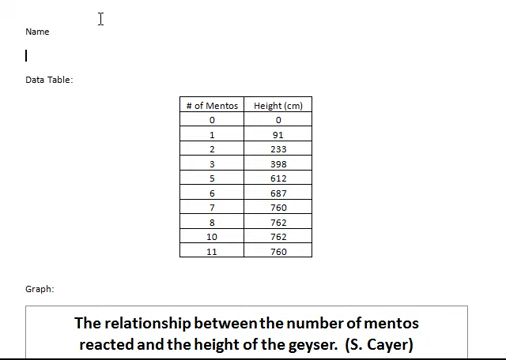 Name
Data Table:
# of Mentos Height (cm)
0 0
1 91
2 233
3 398
5 612
6 687
7 760
8 762
10 762
11 760
Graph:
The relationship between the number of mentos
reacted and the height of the geyser. (S. Cayer)